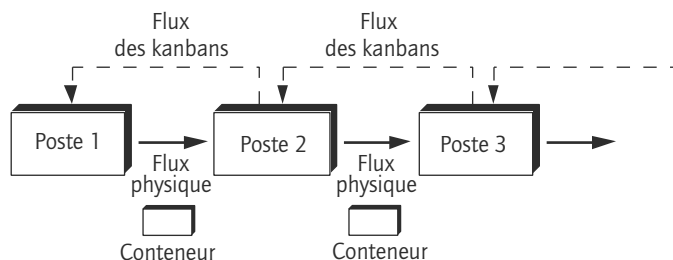 Flux
des kanbans
Flux
des kanbans
Poste 1
Poste 2
Poste 3
Flux
physique
Flux
physique
Conteneur
Conteneur